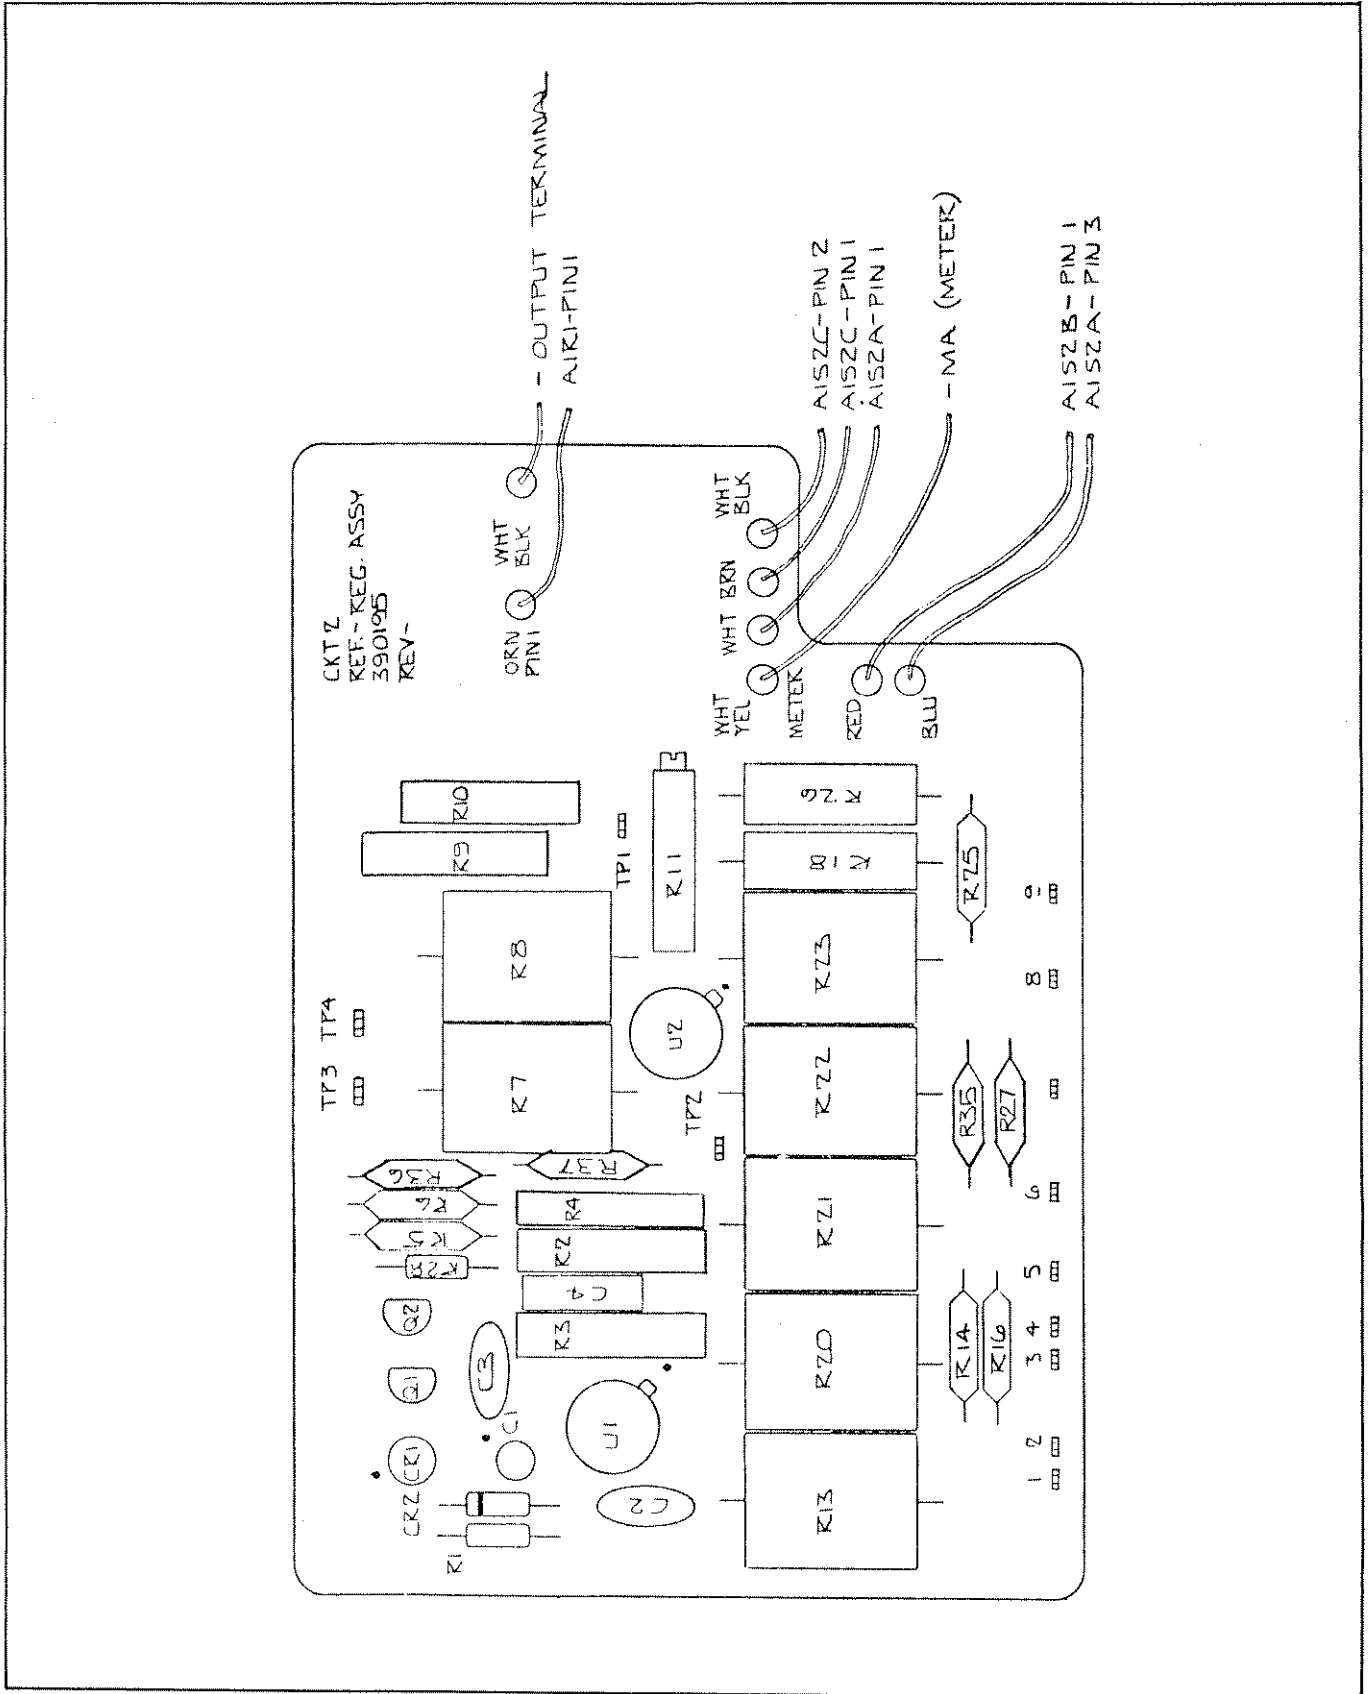 CKT 2
REF.-REG. ASSY
390195
REV-
WHT
BLK
- OUTPUT TERMINAL
ORN
PIN1
A1R1-PIN1
TP3
TP4
R10
R9
TP1
R8
R7
R11
U2
TP2
R36
R6
R5
R28
R37
R4
R2
C4
R3
Q2
Q1
C3
CR1
C1
CR2
R1
U1
C2
WHT
BLK
BRN
WHT
WHT
YEL
METER
RED
BLU
A1S2C-PIN 2
A1S2C-PIN 1
A1S2A-PIN 1
-MA (METER)
A1S2B-PIN 1
A1S2A-PIN 3
R13
R20
R21
R22
R23
R18
R26
R14
R16
R35
R27
R25
1
2
3
4
5
6
8
9